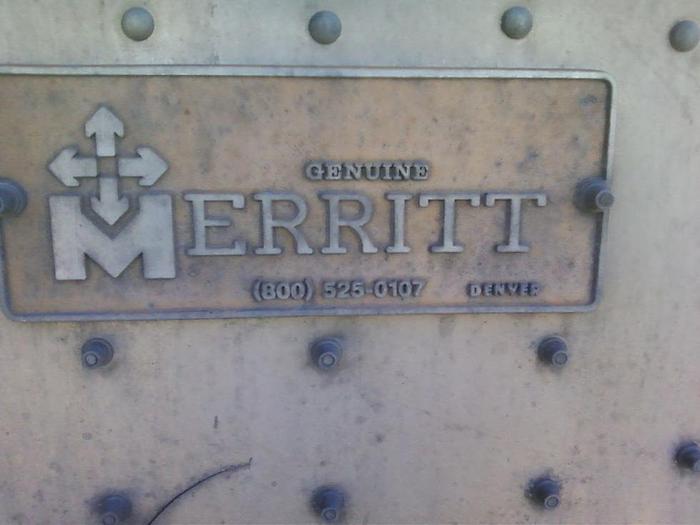 GENUINE
MERRITT
(800) 525-0107 DENVER